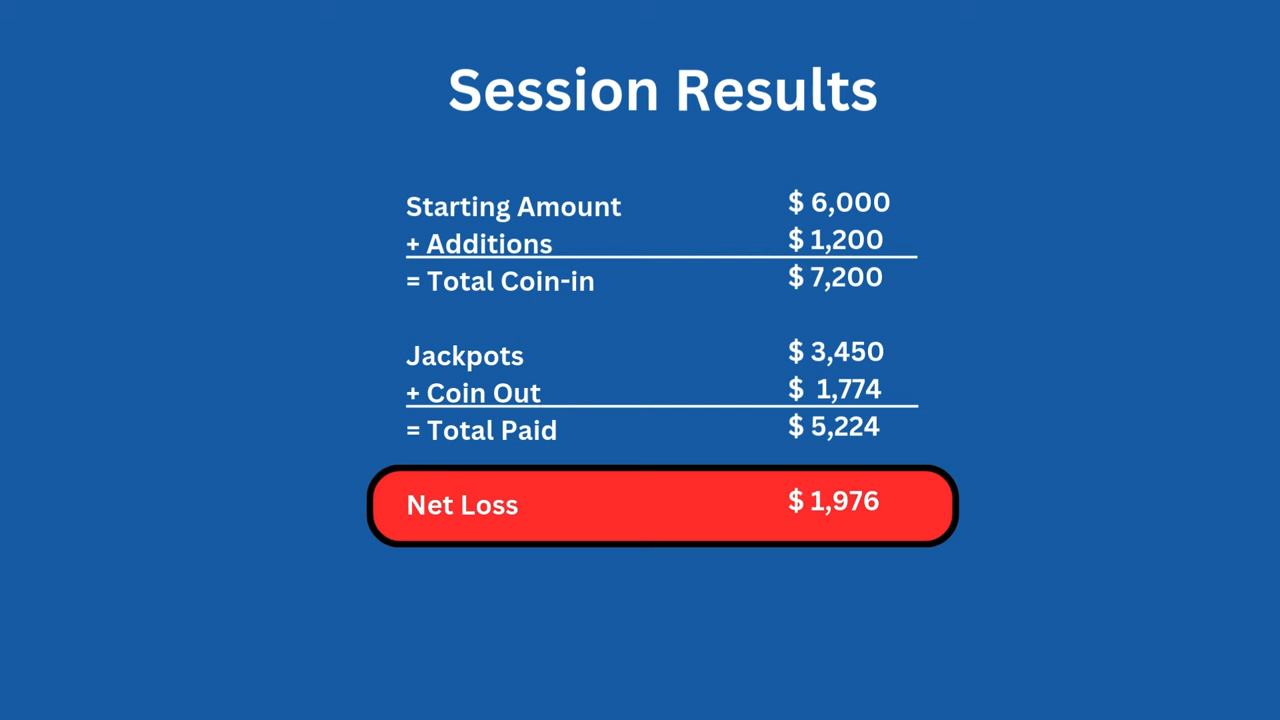 Session Results
Starting Amount $ 6,000
+ Additions $ 1,200
= Total Coin-in $ 7,200
Jackpots $ 3,450
+ Coin Out $ 1,774
= Total Paid $ 5,224
Net Loss $ 1,976